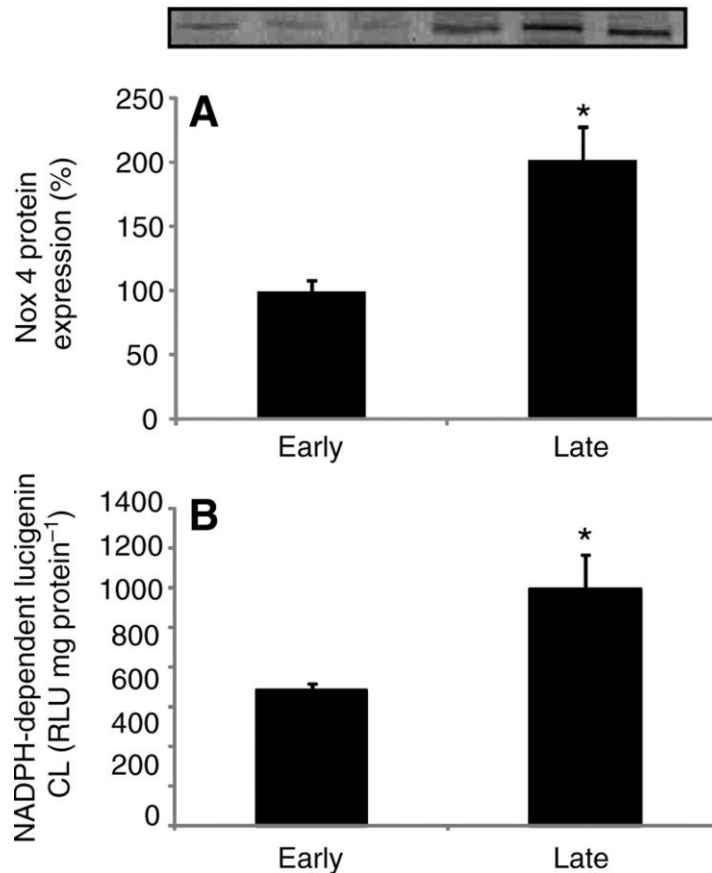 A
250
200
150
100
50
0
*
Nox 4 protein
expression (%)
Early Late
B
1400
1200
1000
800
600
400
200
0
*
NADPH-dependent lucigenin
CL (RLU mg protein⁻¹)
Early Late